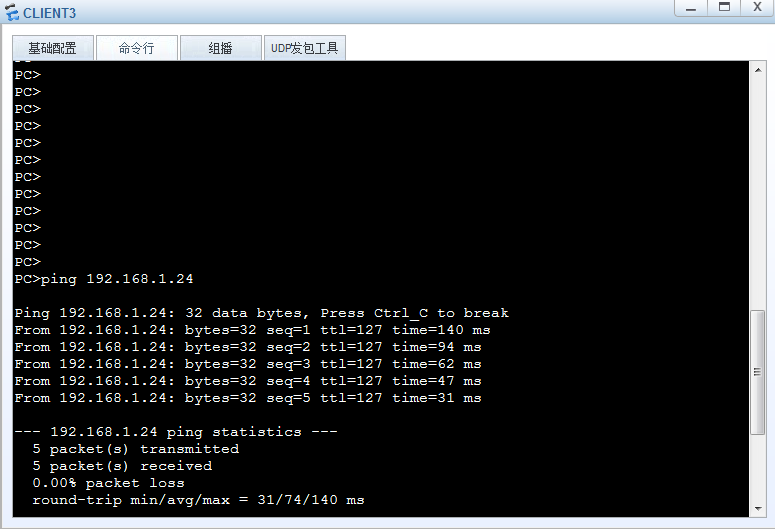 CLIENT3
基础配置 命令行 组播 UDP发包工具
PC>
PC>
PC>
PC>
PC>
PC>
PC>
PC>
PC>
PC>
PC>
PC>
PC>ping 192.168.1.24
Ping 192.168.1.24: 32 data bytes, Press Ctrl_C to break
From 192.168.1.24: bytes=32 seq=1 ttl=127 time=140 ms
From 192.168.1.24: bytes=32 seq=2 ttl=127 time=94 ms
From 192.168.1.24: bytes=32 seq=3 ttl=127 time=62 ms
From 192.168.1.24: bytes=32 seq=4 ttl=127 time=47 ms
From 192.168.1.24: bytes=32 seq=5 ttl=127 time=31 ms
--- 192.168.1.24 ping statistics ---
5 packet(s) transmitted
5 packet(s) received
0.00% packet loss
round-trip min/avg/max = 31/74/140 ms